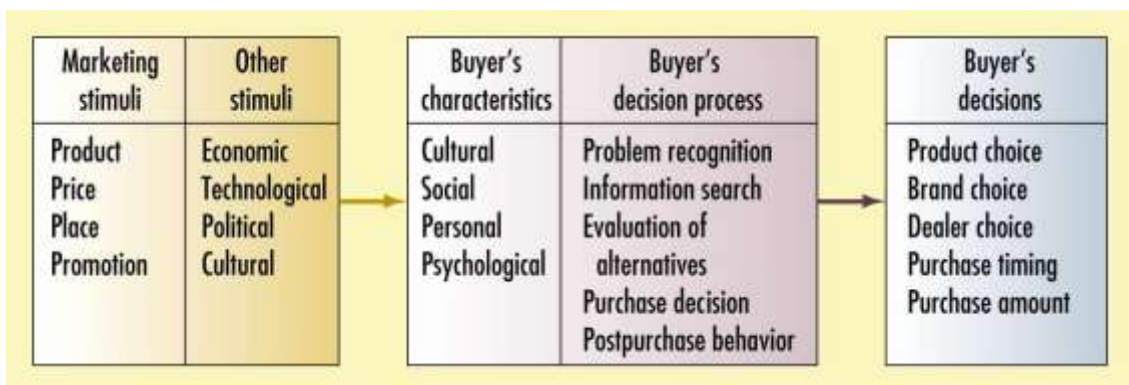 Marketing
stimuli
Product
Price
Place
Promotion
Other
stimuli
Economic
Technological
Political
Cultural
Buyer's
characteristics
Cultural
Social
Personal
Psychological
Buyer's
decision process
Problem recognition
Information search
Evaluation of
alternatives
Purchase decision
Postpurchase behavior
Buyer's
decisions
Product choice
Brand choice
Dealer choice
Purchase timing
Purchase amount